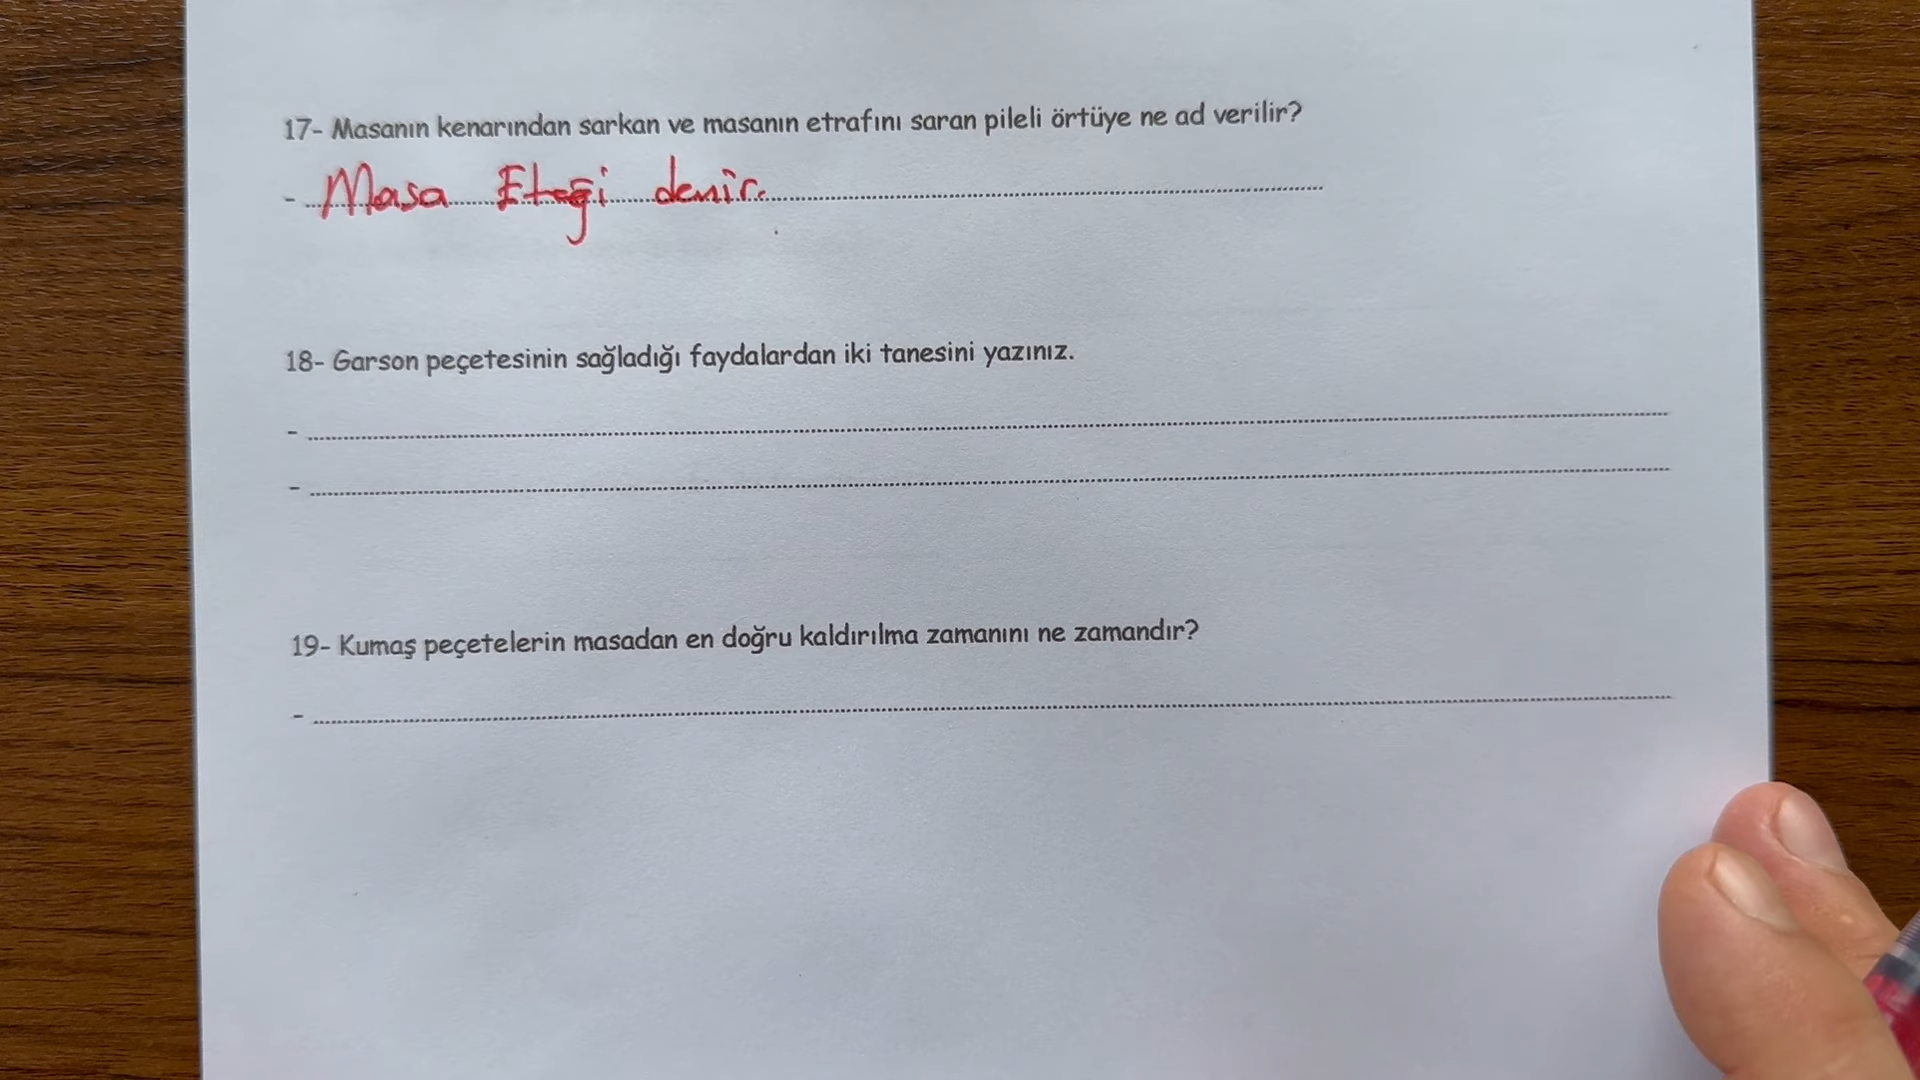 17- Masanın kenarından sarkan ve masanın etrafını saran pileli örtüye ne ad verilir?
- Masa Eteği denir.
18- Garson peçetesinin sağladığı faydalardan iki tanesini yazınız.
-
-
19- Kumaş peçetelerin masadan en doğru kaldırılma zamanını ne zamandır?
-